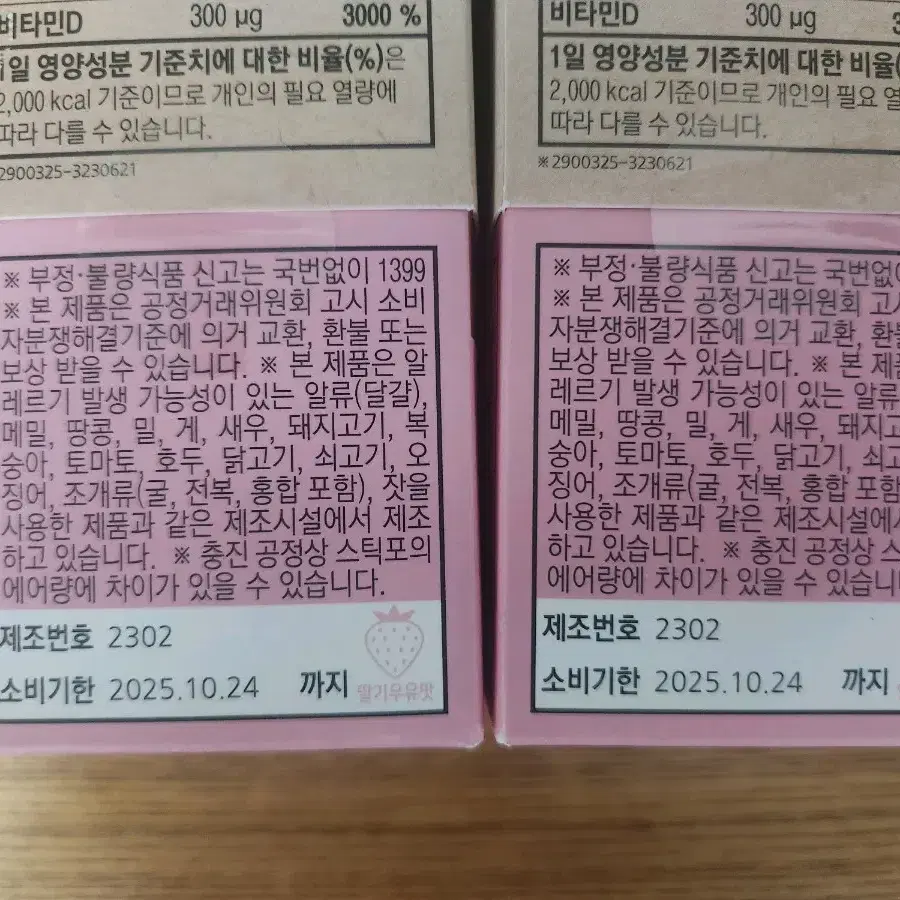 비타민D 300 µg 3000 %
1일 영양성분 기준치에 대한 비율(%)은
2,000 kcal 기준이므로 개인의 필요 열량에
따라 다를 수 있습니다.
2900325-3230621
※ 부정·불량식품 신고는 국번없이 1399
※ 본 제품은 공정거래위원회 고시 소비
자분쟁해결기준에 의거 교환, 환불 또는
보상 받을 수 있습니다. ※ 본 제품은 알
레르기 발생 가능성이 있는 알류(달걀),
메밀, 땅콩, 밀, 게, 새우, 돼지고기, 복
숭아, 토마토, 호두, 닭고기, 쇠고기, 오
징어, 조개류(굴, 전복, 홍합 포함), 잣을
사용한 제품과 같은 제조시설에서 제조
하고 있습니다. ※ 충진 공정상 스틱포의
에어량에 차이가 있을 수 있습니다.
제조번호 2302
소비기한 2025.10.24 까지
딸기우유맛
비타민D 300 µg 3
1일 영양성분 기준치에 대한 비율(
2,000 kcal 기준이므로 개인의 필요 열
따라 다를 수 있습니다.
※2900325-3230621
※ 부정·불량식품 신고는 국번없이
※ 본 제품은 공정거래위원회 고시
자분쟁해결기준에 의거 교환, 환불
보상 받을 수 있습니다. ※ 본 제품
레르기 발생 가능성이 있는 알류
메밀, 땅콩, 밀, 게, 새우, 돼지고
숭아, 토마토, 호두, 닭고기, 쇠고
징어, 조개류(굴, 전복, 홍합 포함
사용한 제품과 같은 제조시설에
하고 있습니다. ※ 충진 공정상 스
에어량에 차이가 있을 수 있습니
제조번호 2302
소비기한 2025.10.24 까지